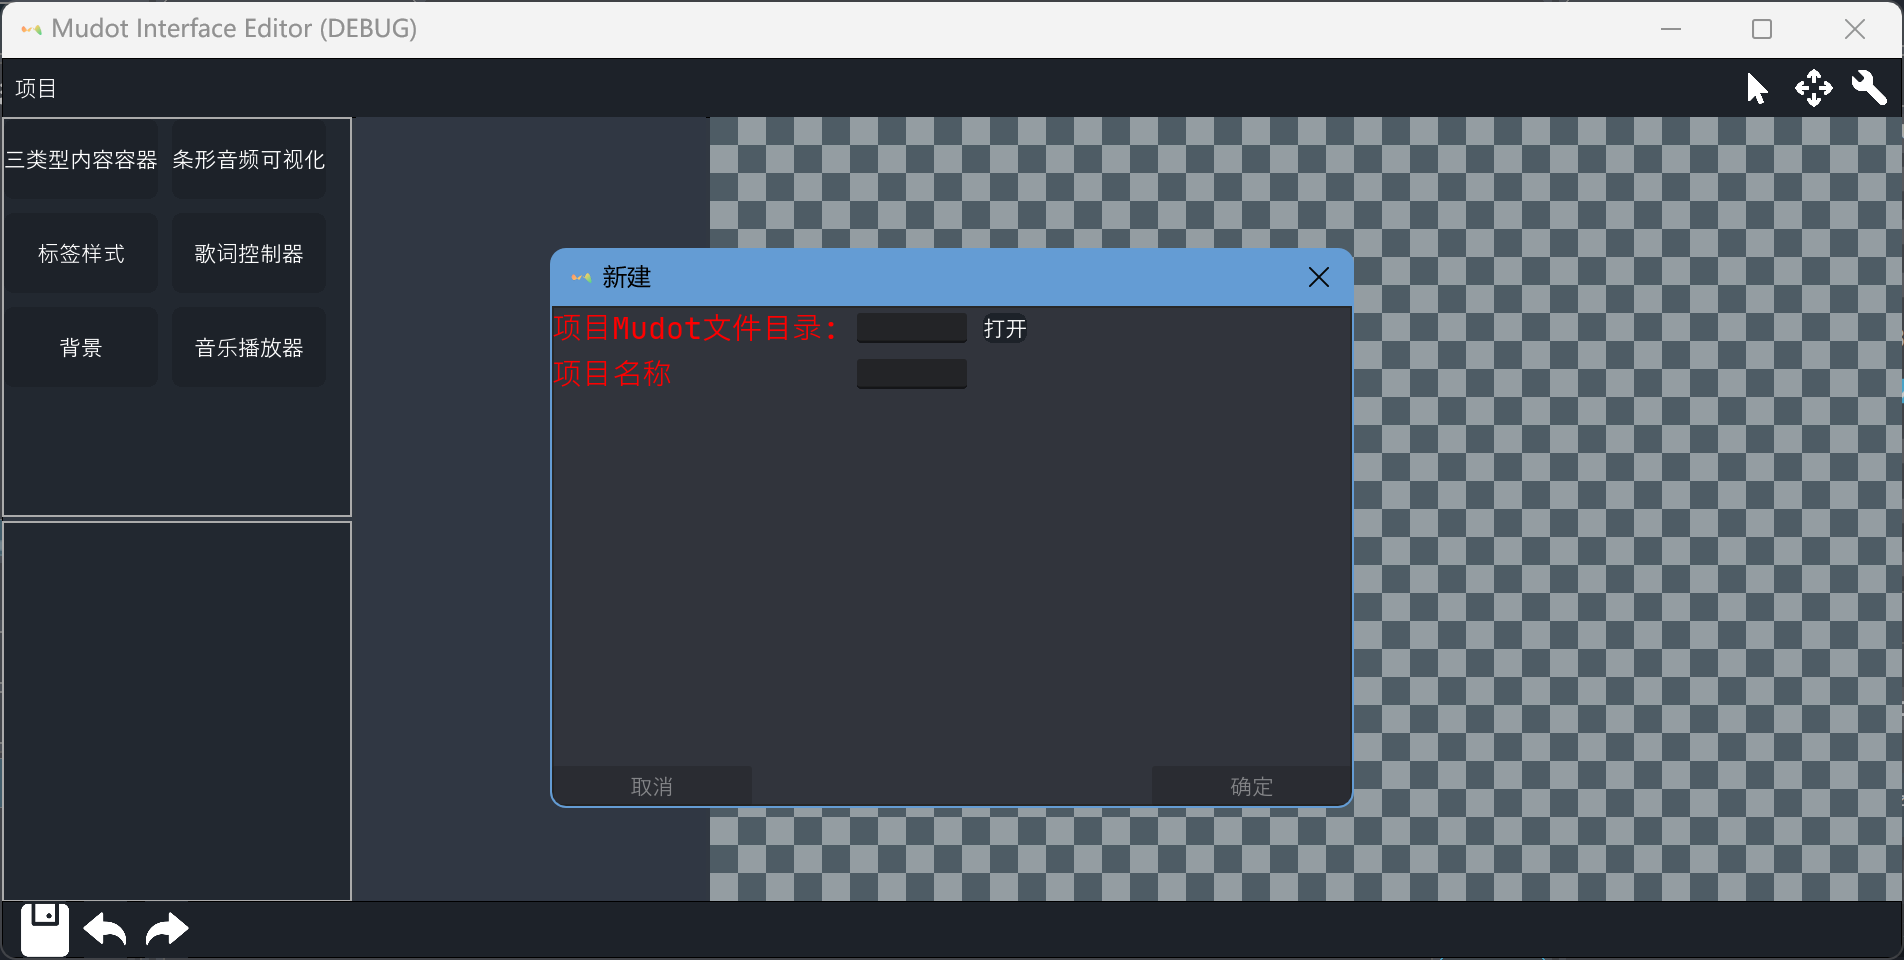 Mudot Interface Editor (DEBUG)
项目
三类型内容容器 条形音频可视化
标签样式 歌词控制器
背景 音乐播放器
新建
项目Mudot文件目录： 打开
项目名称
取消 确定